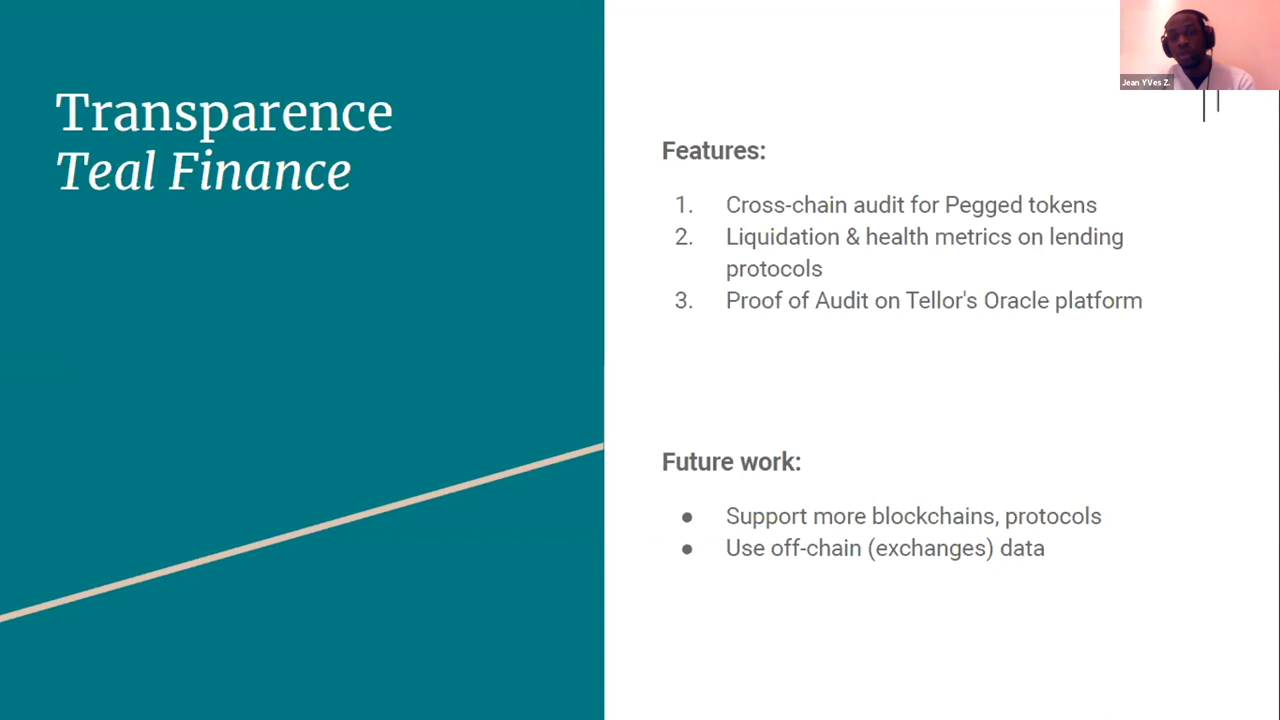 Transparence
Teal Finance
Jean YVes Z.
Features:
1. Cross-chain audit for Pegged tokens
2. Liquidation & health metrics on lending
protocols
3. Proof of Audit on Tellor's Oracle platform
Future work:
● Support more blockchains, protocols
● Use off-chain (exchanges) data